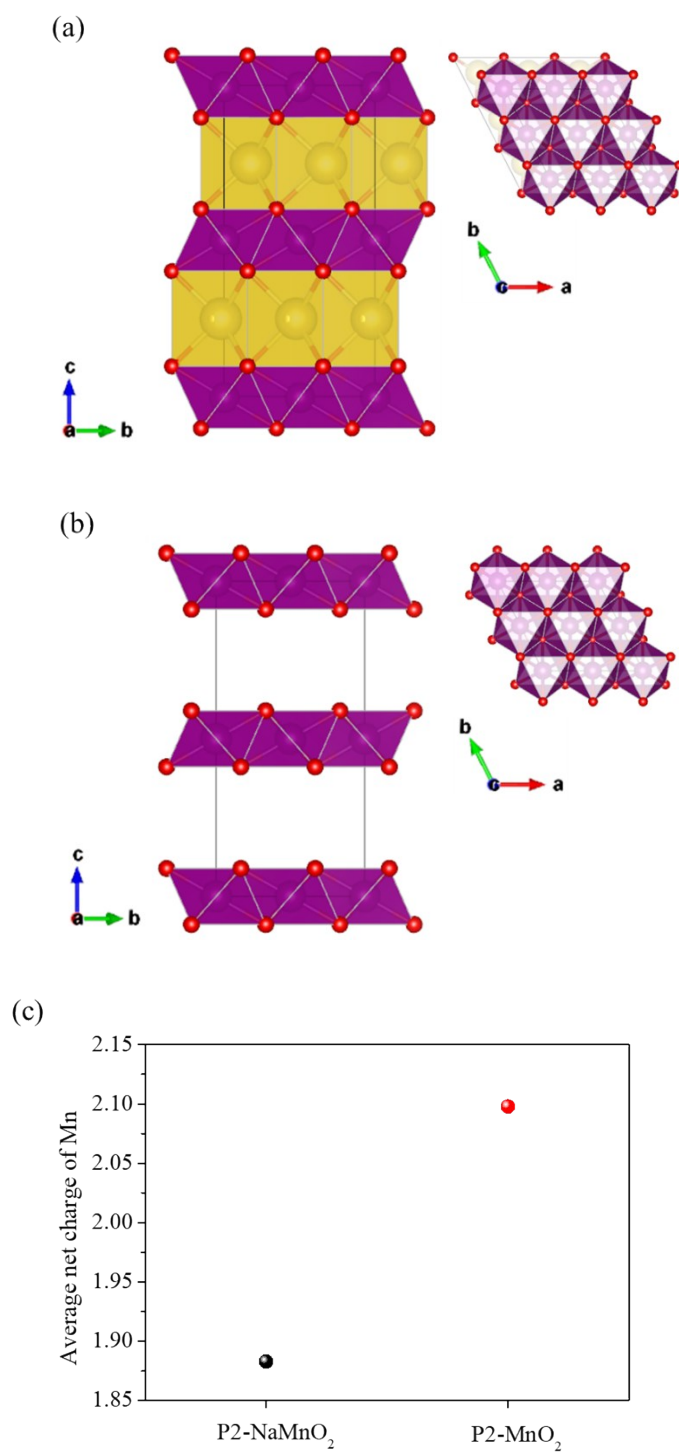 (a)
b
c
a
c
a
b
(b)
b
c
a
c
a
b
(c)
Average net charge of Mn
2.15
2.10
2.05
2.00
1.95
1.90
1.85
P2-NaMnO₂
P2-MnO₂